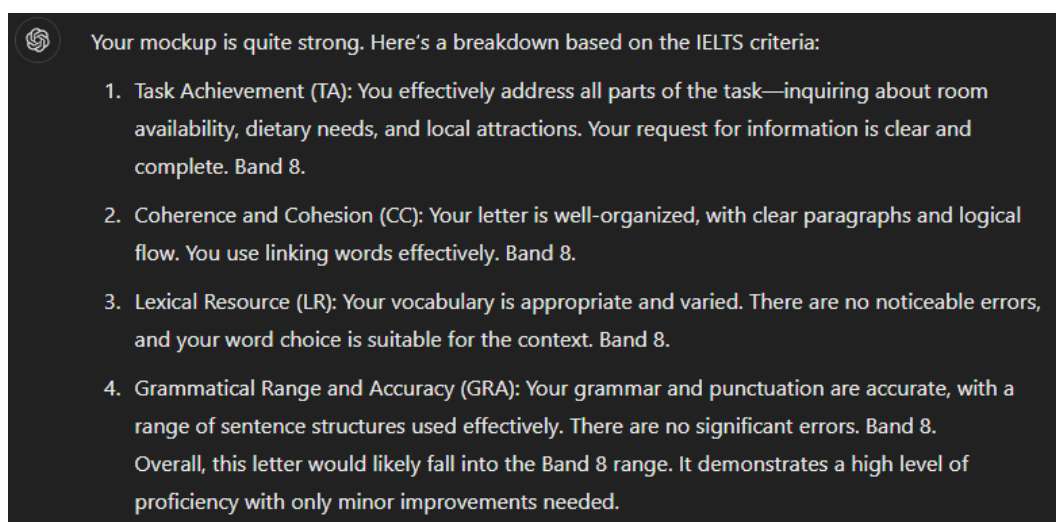 Your mockup is quite strong. Here's a breakdown based on the IELTS criteria:
1. Task Achievement (TA): You effectively address all parts of the task—inquiring about room
availability, dietary needs, and local attractions. Your request for information is clear and
complete. Band 8.
2. Coherence and Cohesion (CC): Your letter is well-organized, with clear paragraphs and logical
flow. You use linking words effectively. Band 8.
3. Lexical Resource (LR): Your vocabulary is appropriate and varied. There are no noticeable errors,
and your word choice is suitable for the context. Band 8.
4. Grammatical Range and Accuracy (GRA): Your grammar and punctuation are accurate, with a
range of sentence structures used effectively. There are no significant errors. Band 8.
Overall, this letter would likely fall into the Band 8 range. It demonstrates a high level of
proficiency with only minor improvements needed.